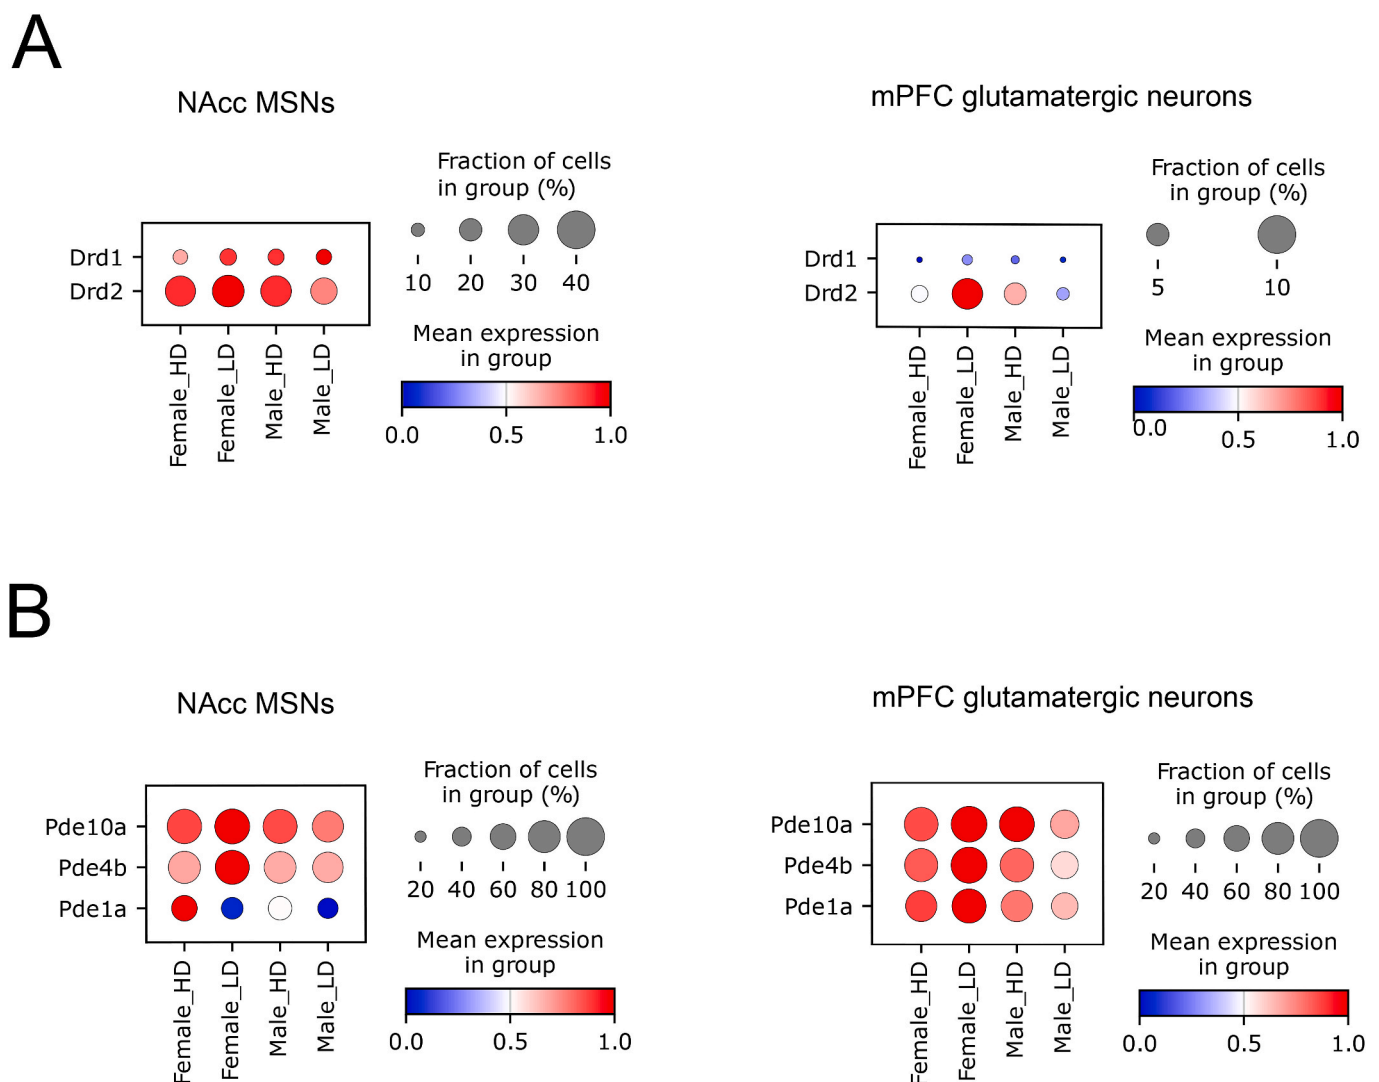 A
NAcc MSNs
Fraction of cells
in group (%)
10 20 30 40
Drd1
Drd2
Mean expression
in group
0.0 0.5 1.0
Female_HD
Female_LD
Male_HD
Male_LD
mPFC glutamatergic neurons
Fraction of cells
in group (%)
5 10
Drd1
Drd2
Mean expression
in group
0.0 0.5 1.0
Female_HD
Female_LD
Male_HD
Male_LD
B
NAcc MSNs
Fraction of cells
in group (%)
20 40 60 80 100
Pde10a
Pde4b
Pde1a
Mean expression
in group
0.0 0.5 1.0
Female_HD
Female_LD
Male_HD
Male_LD
mPFC glutamatergic neurons
Fraction of cells
in group (%)
20 40 60 80 100
Pde10a
Pde4b
Pde1a
Mean expression
in group
0.0 0.5 1.0
Female_HD
Female_LD
Male_HD
Male_LD